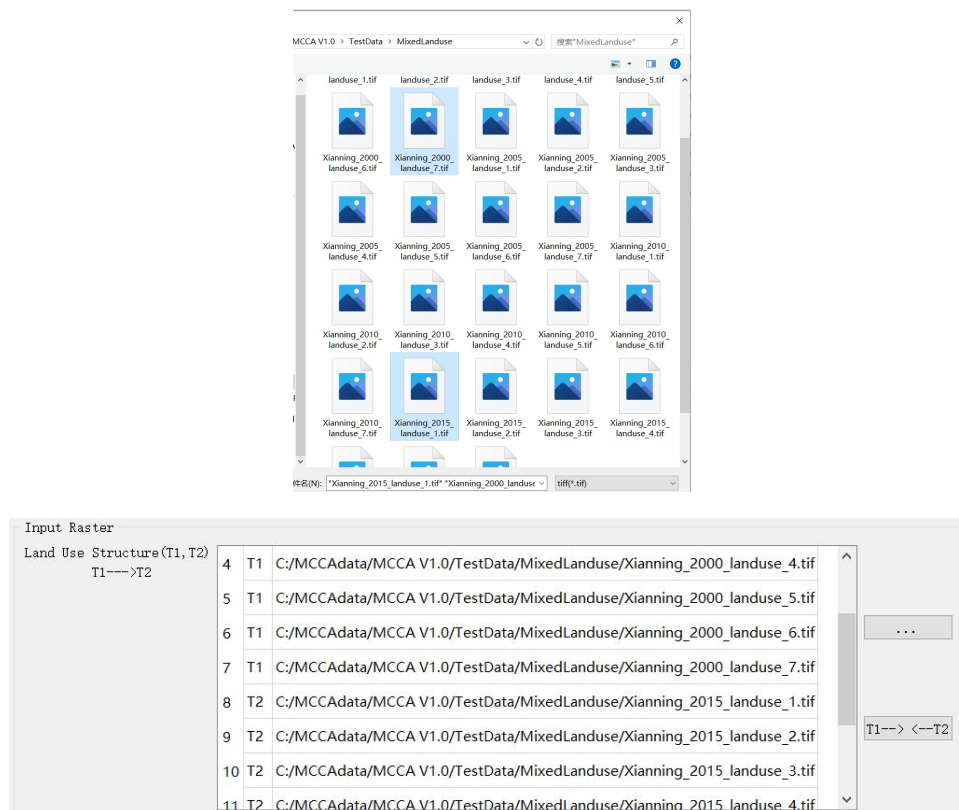 MCCA V1.0 > TestData > MixedLanduse
搜索"MixedLanduse"
landuse_1.tif landuse_2.tif landuse_3.tif landuse_4.tif landuse_5.tif
Xianning_2000_ Xianning_2000_ Xianning_2005_ Xianning_2005_ Xianning_2005_
landuse_6.tif landuse_7.tif landuse_1.tif landuse_2.tif landuse_3.tif
Xianning_2005_ Xianning_2005_ Xianning_2005_ Xianning_2005_ Xianning_2010_
landuse_4.tif landuse_5.tif landuse_6.tif landuse_7.tif landuse_1.tif
Xianning_2010_ Xianning_2010_ Xianning_2010_ Xianning_2010_ Xianning_2010_
landuse_2.tif landuse_3.tif landuse_4.tif landuse_5.tif landuse_6.tif
Xianning_2010_ Xianning_2015_ Xianning_2015_ Xianning_2015_ Xianning_2015_
landuse_7.tif landuse_1.tif landuse_2.tif landuse_3.tif landuse_4.tif
件名(N): "Xianning_2015_landuse_1.tif" "Xianning_2000_landuse tiff(*.tif)
Input Raster
Land Use Structure(T1,T2)
T1--->T2
4 T1 C:/MCCAdata/MCCA V1.0/TestData/MixedLanduse/Xianning_2000_landuse_4.tif
5 T1 C:/MCCAdata/MCCA V1.0/TestData/MixedLanduse/Xianning_2000_landuse_5.tif
6 T1 C:/MCCAdata/MCCA V1.0/TestData/MixedLanduse/Xianning_2000_landuse_6.tif
...
7 T1 C:/MCCAdata/MCCA V1.0/TestData/MixedLanduse/Xianning_2000_landuse_7.tif
8 T2 C:/MCCAdata/MCCA V1.0/TestData/MixedLanduse/Xianning_2015_landuse_1.tif
9 T2 C:/MCCAdata/MCCA V1.0/TestData/MixedLanduse/Xianning_2015_landuse_2.tif
T1--> <--T2
10 T2 C:/MCCAdata/MCCA V1.0/TestData/MixedLanduse/Xianning_2015_landuse_3.tif
11 T2 C:/MCCAdata/MCCA V1.0/TestData/MixedLanduse/Xianning_2015_landuse_4.tif